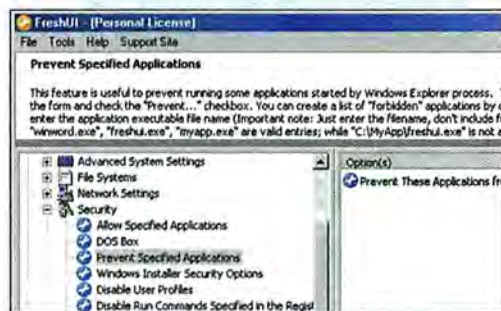 FreshUI - [Personal License]
File Tools Help Support Site
Prevent Specified Applications
This feature is useful to prevent running some applications started by Windows Explorer process.
the form and check the "Prevent..." checkbox. You can create a list of "forbidden" applications by
enter the application executable file name (Important note: Just enter the filename, don't include
"winword.exe", "freshui.exe", "myapp.exe" are valid entries; while "C:\MyApp\freshui.exe" is not
Advanced System Settings
File Systems
Network Settings
Security
Allow Specified Applications
DOS Box
Prevent Specified Applications
Windows Installer Security Options
Disable User Profiles
Disable Run Commands Specified in the Regist
Option(s)
Prevent These Applications